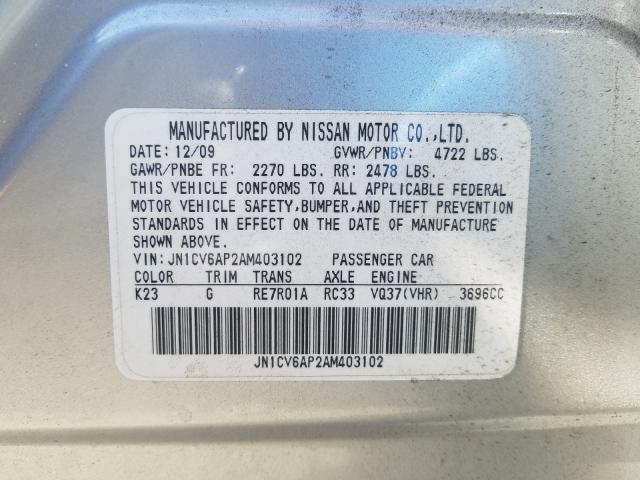 MANUFACTURED BY NISSAN MOTOR CO.,LTD.
DATE: 12/09 GVWR/PNBV: 4722 LBS.
GAWR/PNBE FR: 2270 LBS. RR: 2478 LBS.
THIS VEHICLE CONFORMS TO ALL APPLICABLE FEDERAL
MOTOR VEHICLE SAFETY,BUMPER,AND THEFT PREVENTION
STANDARDS IN EFFECT ON THE DATE OF MANUFACTURE
SHOWN ABOVE.
VIN: JN1CV6AP2AM403102 PASSENGER CAR
COLOR TRIM TRANS AXLE ENGINE
K23 G RE7R01A RC33 VQ37(VHR) 3696CC
JN1CV6AP2AM403102